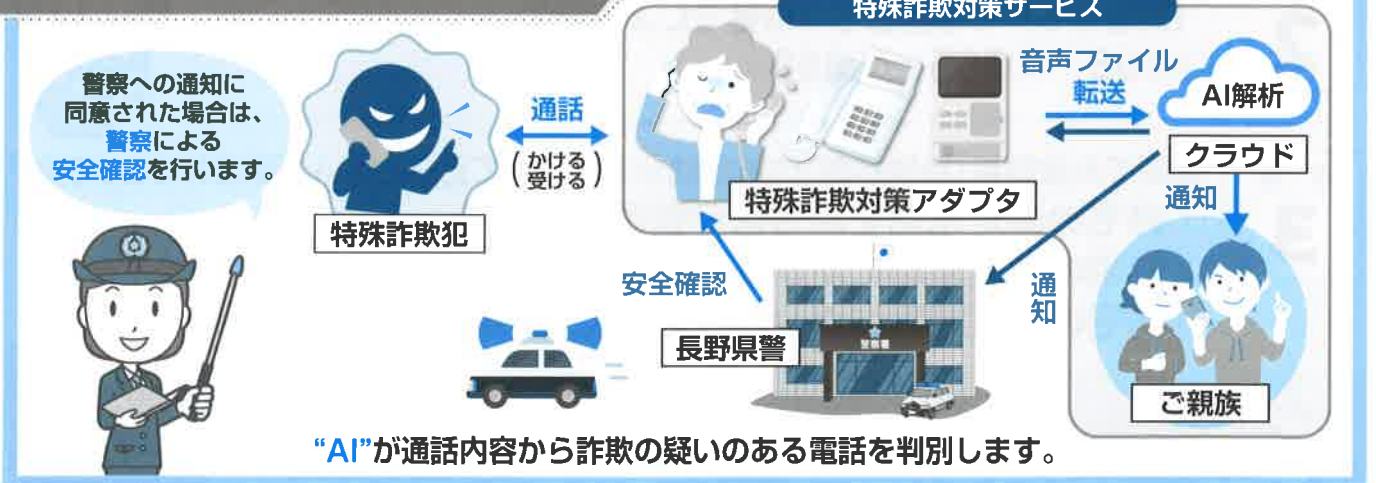 特殊詐欺対策サービス
警察への通知に
同意された場合は、
警察による
安全確認を行います。
特殊詐欺犯
通話
(かける
受ける)
特殊詐欺対策アダプタ
音声ファイル
転送
AI解析
クラウド
通知
ご親族
通知
安全確認
長野県警
警察署
“AI”が通話内容から詐欺の疑いのある電話を判別します。